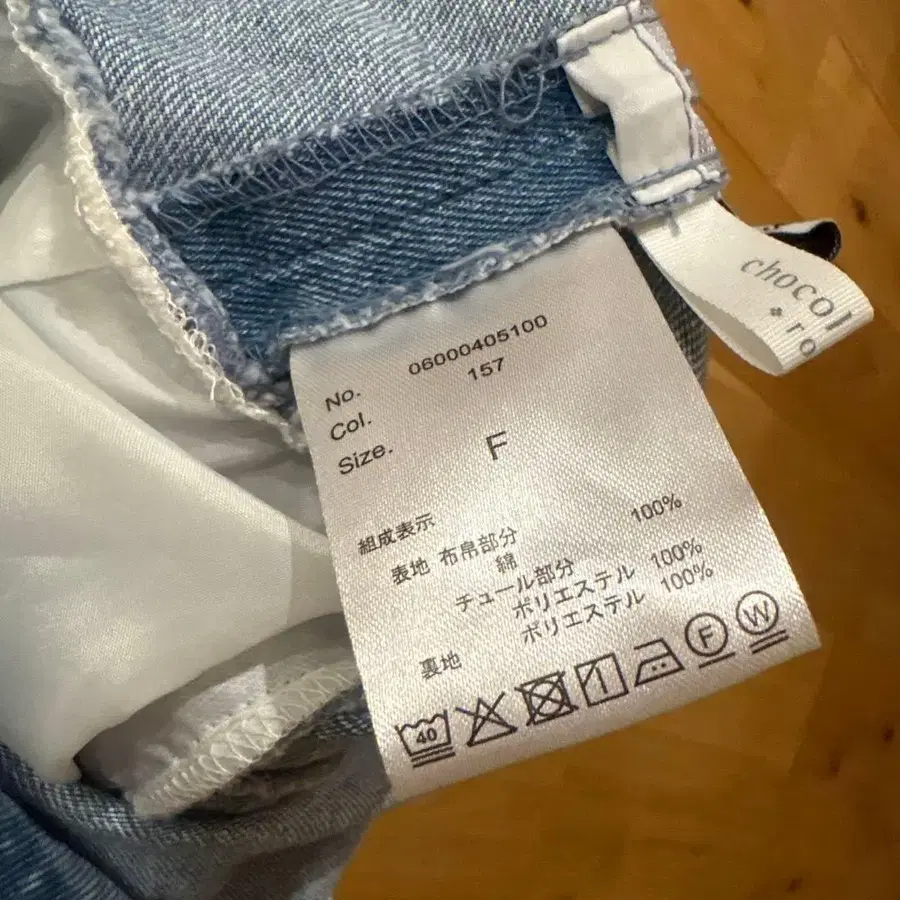 chocol
ro
No. 06000405100
Col. 157
Size. F
組成表示
表地 布帛部分
綿 100%
チュール部分
ポリエステル 100%
裏地 ポリエステル 100%
40
F
W